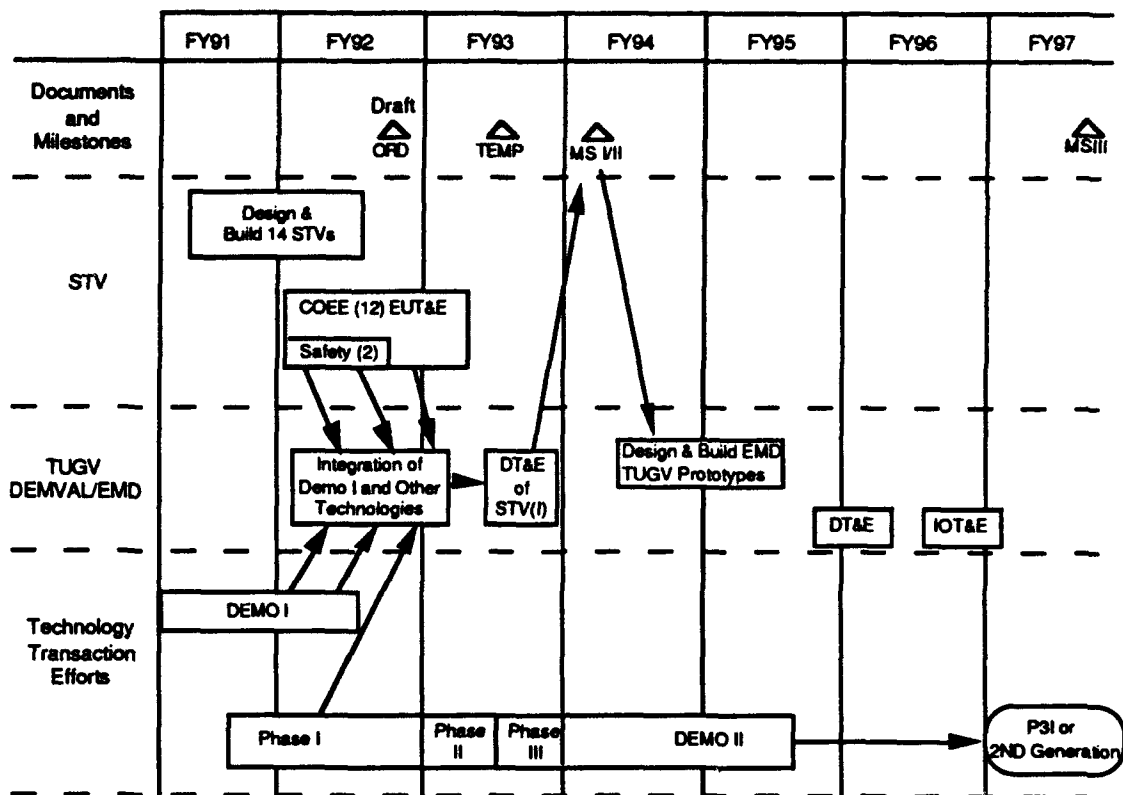 FY91 FY92 FY93 FY94 FY95 FY96 FY97
Documents
and
Milestones
Draft
ORD
TEMP
MS I/II
MSIII
STV
Design &
Build 14 STVs
COEE (12) EUT&E
Safety (2)
TUGV
DEMVAL/EMD
Integration of
Demo I and Other
Technologies
DT&E
of
STV(I)
Design & Build EMD
TUGV Prototypes
DT&E
IOT&E
Technology
Transaction
Efforts
DEMO I
Phase I
Phase
II
Phase
III
DEMO II
P3I or
2ND Generation